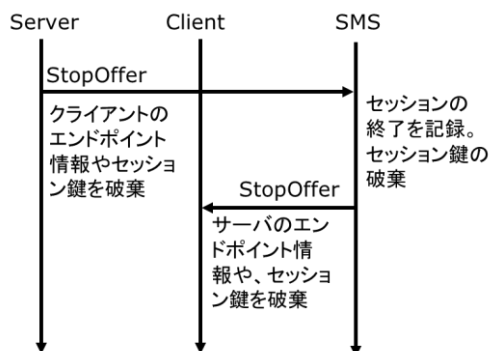 Server
Client
SMS
StopOffer
クライアントの
エンドポイント
情報やセッショ
ン鍵を破棄
セッションの
終了を記録。
セッション鍵の
破棄
StopOffer
サーバのエン
ドポイント情
報や、セッショ
ン鍵を破棄